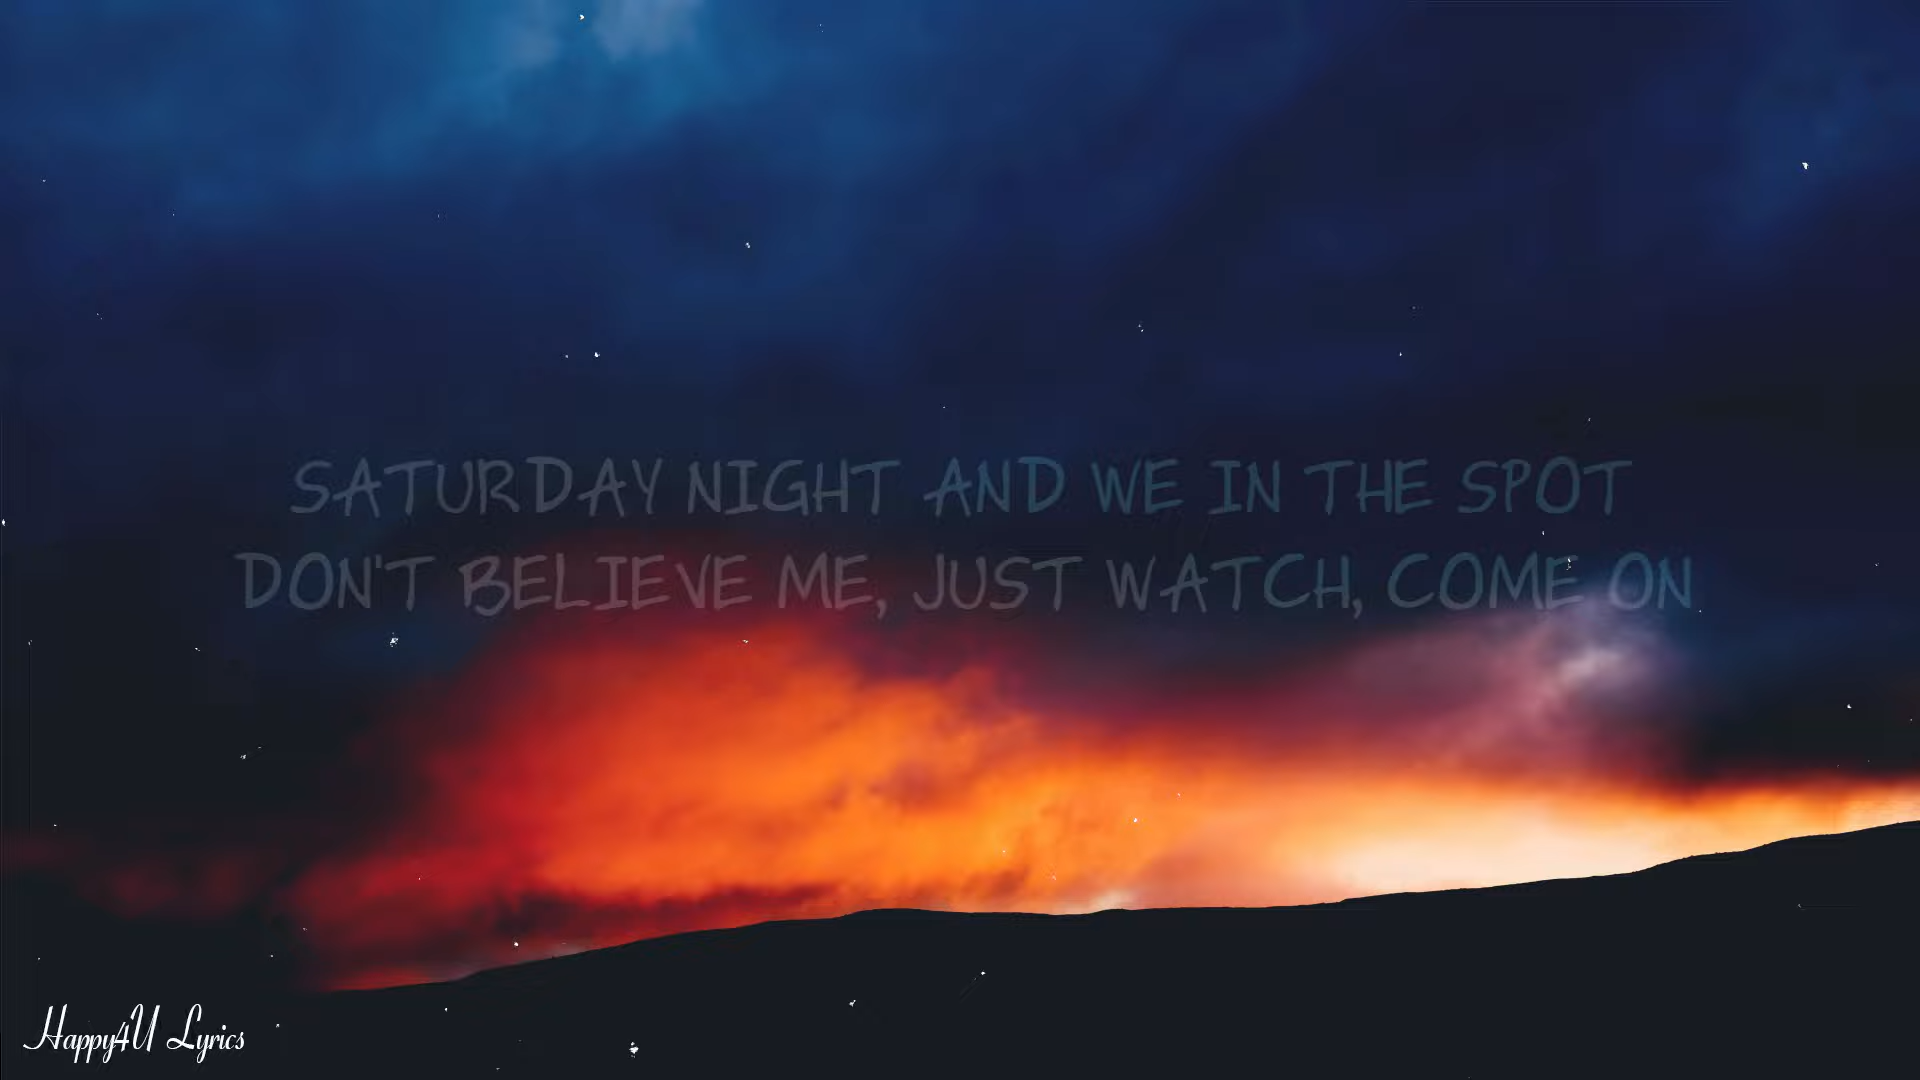 SATURDAY NIGHT AND WE IN THE SPOT
DON'T BELIEVE ME, JUST WATCH, COME ON
Happy4U Lyrics